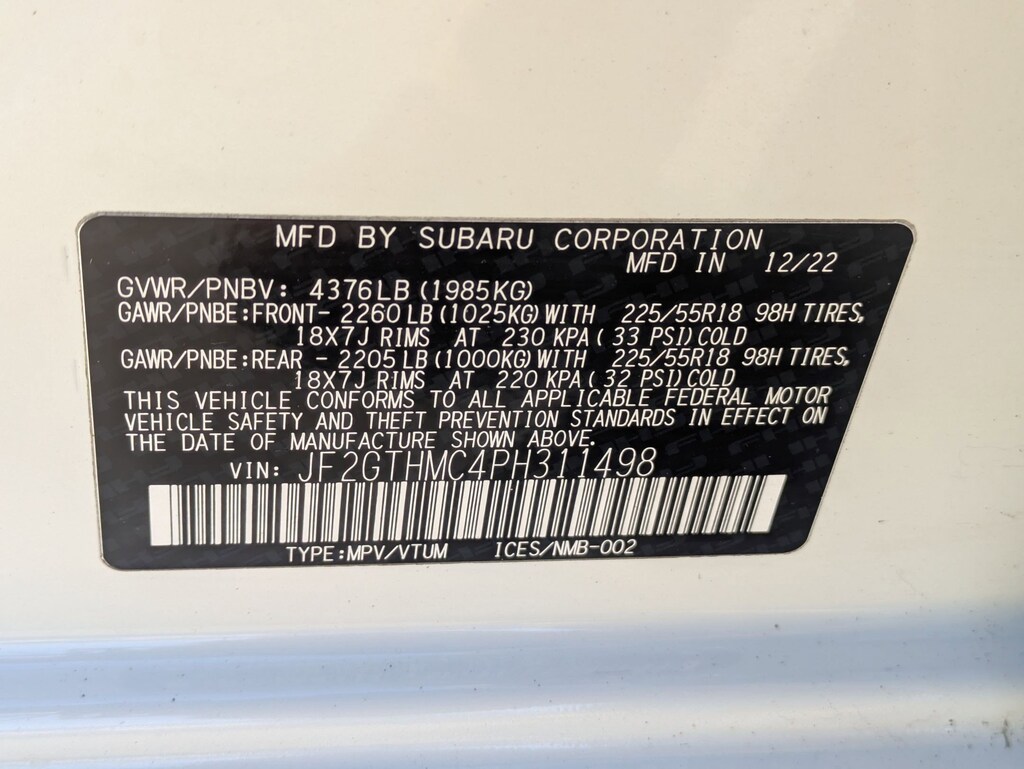 MFD BY SUBARU CORPORATION
MFD IN 12/22
GVWR/PNBV: 4376LB (1985KG)
GAWR/PNBE:FRONT- 2260 LB (1025KG) WITH 225/55R18 98H TIRES,
18X7J RIMS AT 230 KPA ( 33 PSI) COLD
GAWR/PNBE:REAR - 2205 LB (1000KG) WITH 225/55R18 98H TIRES,
18X7J RIMS AT 220 KPA ( 32 PSI) COLD
THIS VEHICLE CONFORMS TO ALL APPLICABLE FEDERAL MOTOR
VEHICLE SAFETY AND THEFT PREVENTION STANDARDS IN EFFECT ON
THE DATE OF MANUFACTURE SHOWN ABOVE.
VIN: JF2GTHMC4PH311498
TYPE:MPV/VTUM ICES/NMB-002